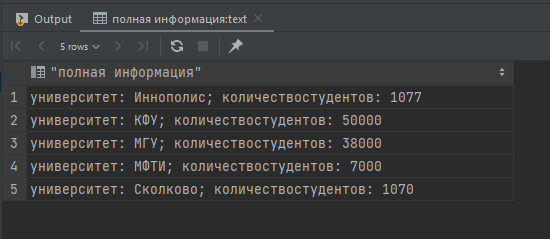 Output
полная информация:text
5 rows
"полная информация"
1 университет: Иннополис; количествостудентов: 1077
2 университет: КФУ; количествостудентов: 50000
3 университет: МГУ; количествостудентов: 38000
4 университет: МФТИ; количествостудентов: 7000
5 университет: Сколково; количествостудентов: 1070